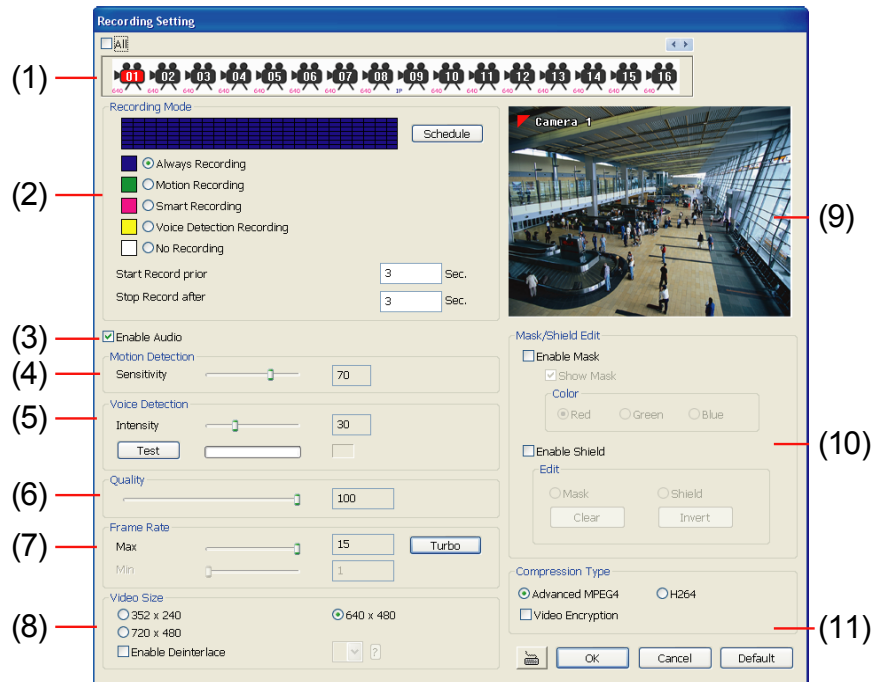 Recording Setting
All
(1)
01 02 03 04 05 06 07 08 09 10 11 12 13 14 15 16
640 640 640 640 640 640 640 640 IP 640 640 640 640 640 640 640
Recording Mode
Schedule
Camera 1
(2)
Always Recording
Motion Recording
Smart Recording
Voice Detection Recording
No Recording
Start Record prior 3 Sec.
Stop Record after 3 Sec.
(9)
(3)
Enable Audio
Motion Detection
(4)
Sensitivity 70
Voice Detection
(5)
Intensity 30
Test
Quality
(6)
100
Frame Rate
(7)
Max 15 Turbo
Min 1
Video Size
(8)
352 x 240 640 x 480
720 x 480
Enable Deinterlace ?
Mask/Shield Edit
Enable Mask
Show Mask
Color
Red Green Blue
(10)
Enable Shield
Edit
Mask Shield
Clear Invert
Compression Type
Advanced MPEG4 H264
Video Encryption
(11)
OK Cancel Default